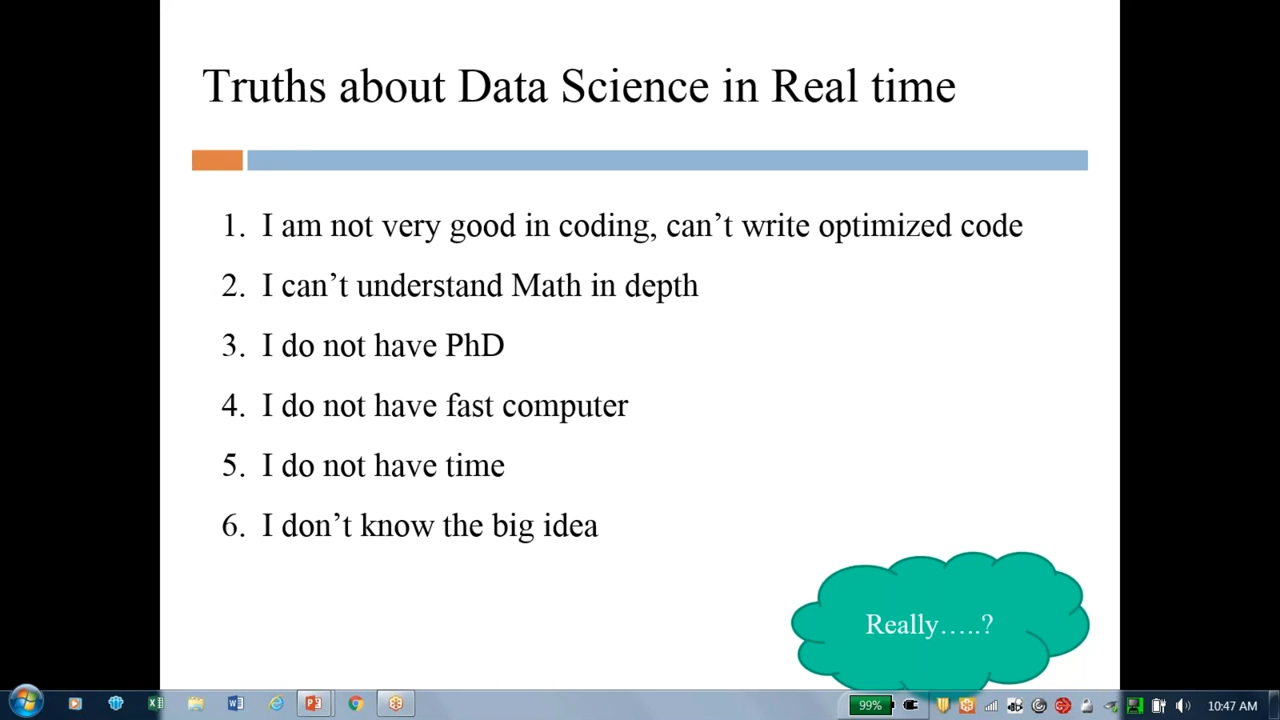 Truths about Data Science in Real time
1. I am not very good in coding, can’t write optimized code
2. I can’t understand Math in depth
3. I do not have PhD
4. I do not have fast computer
5. I do not have time
6. I don’t know the big idea
Really…..?
99%
10:47 AM